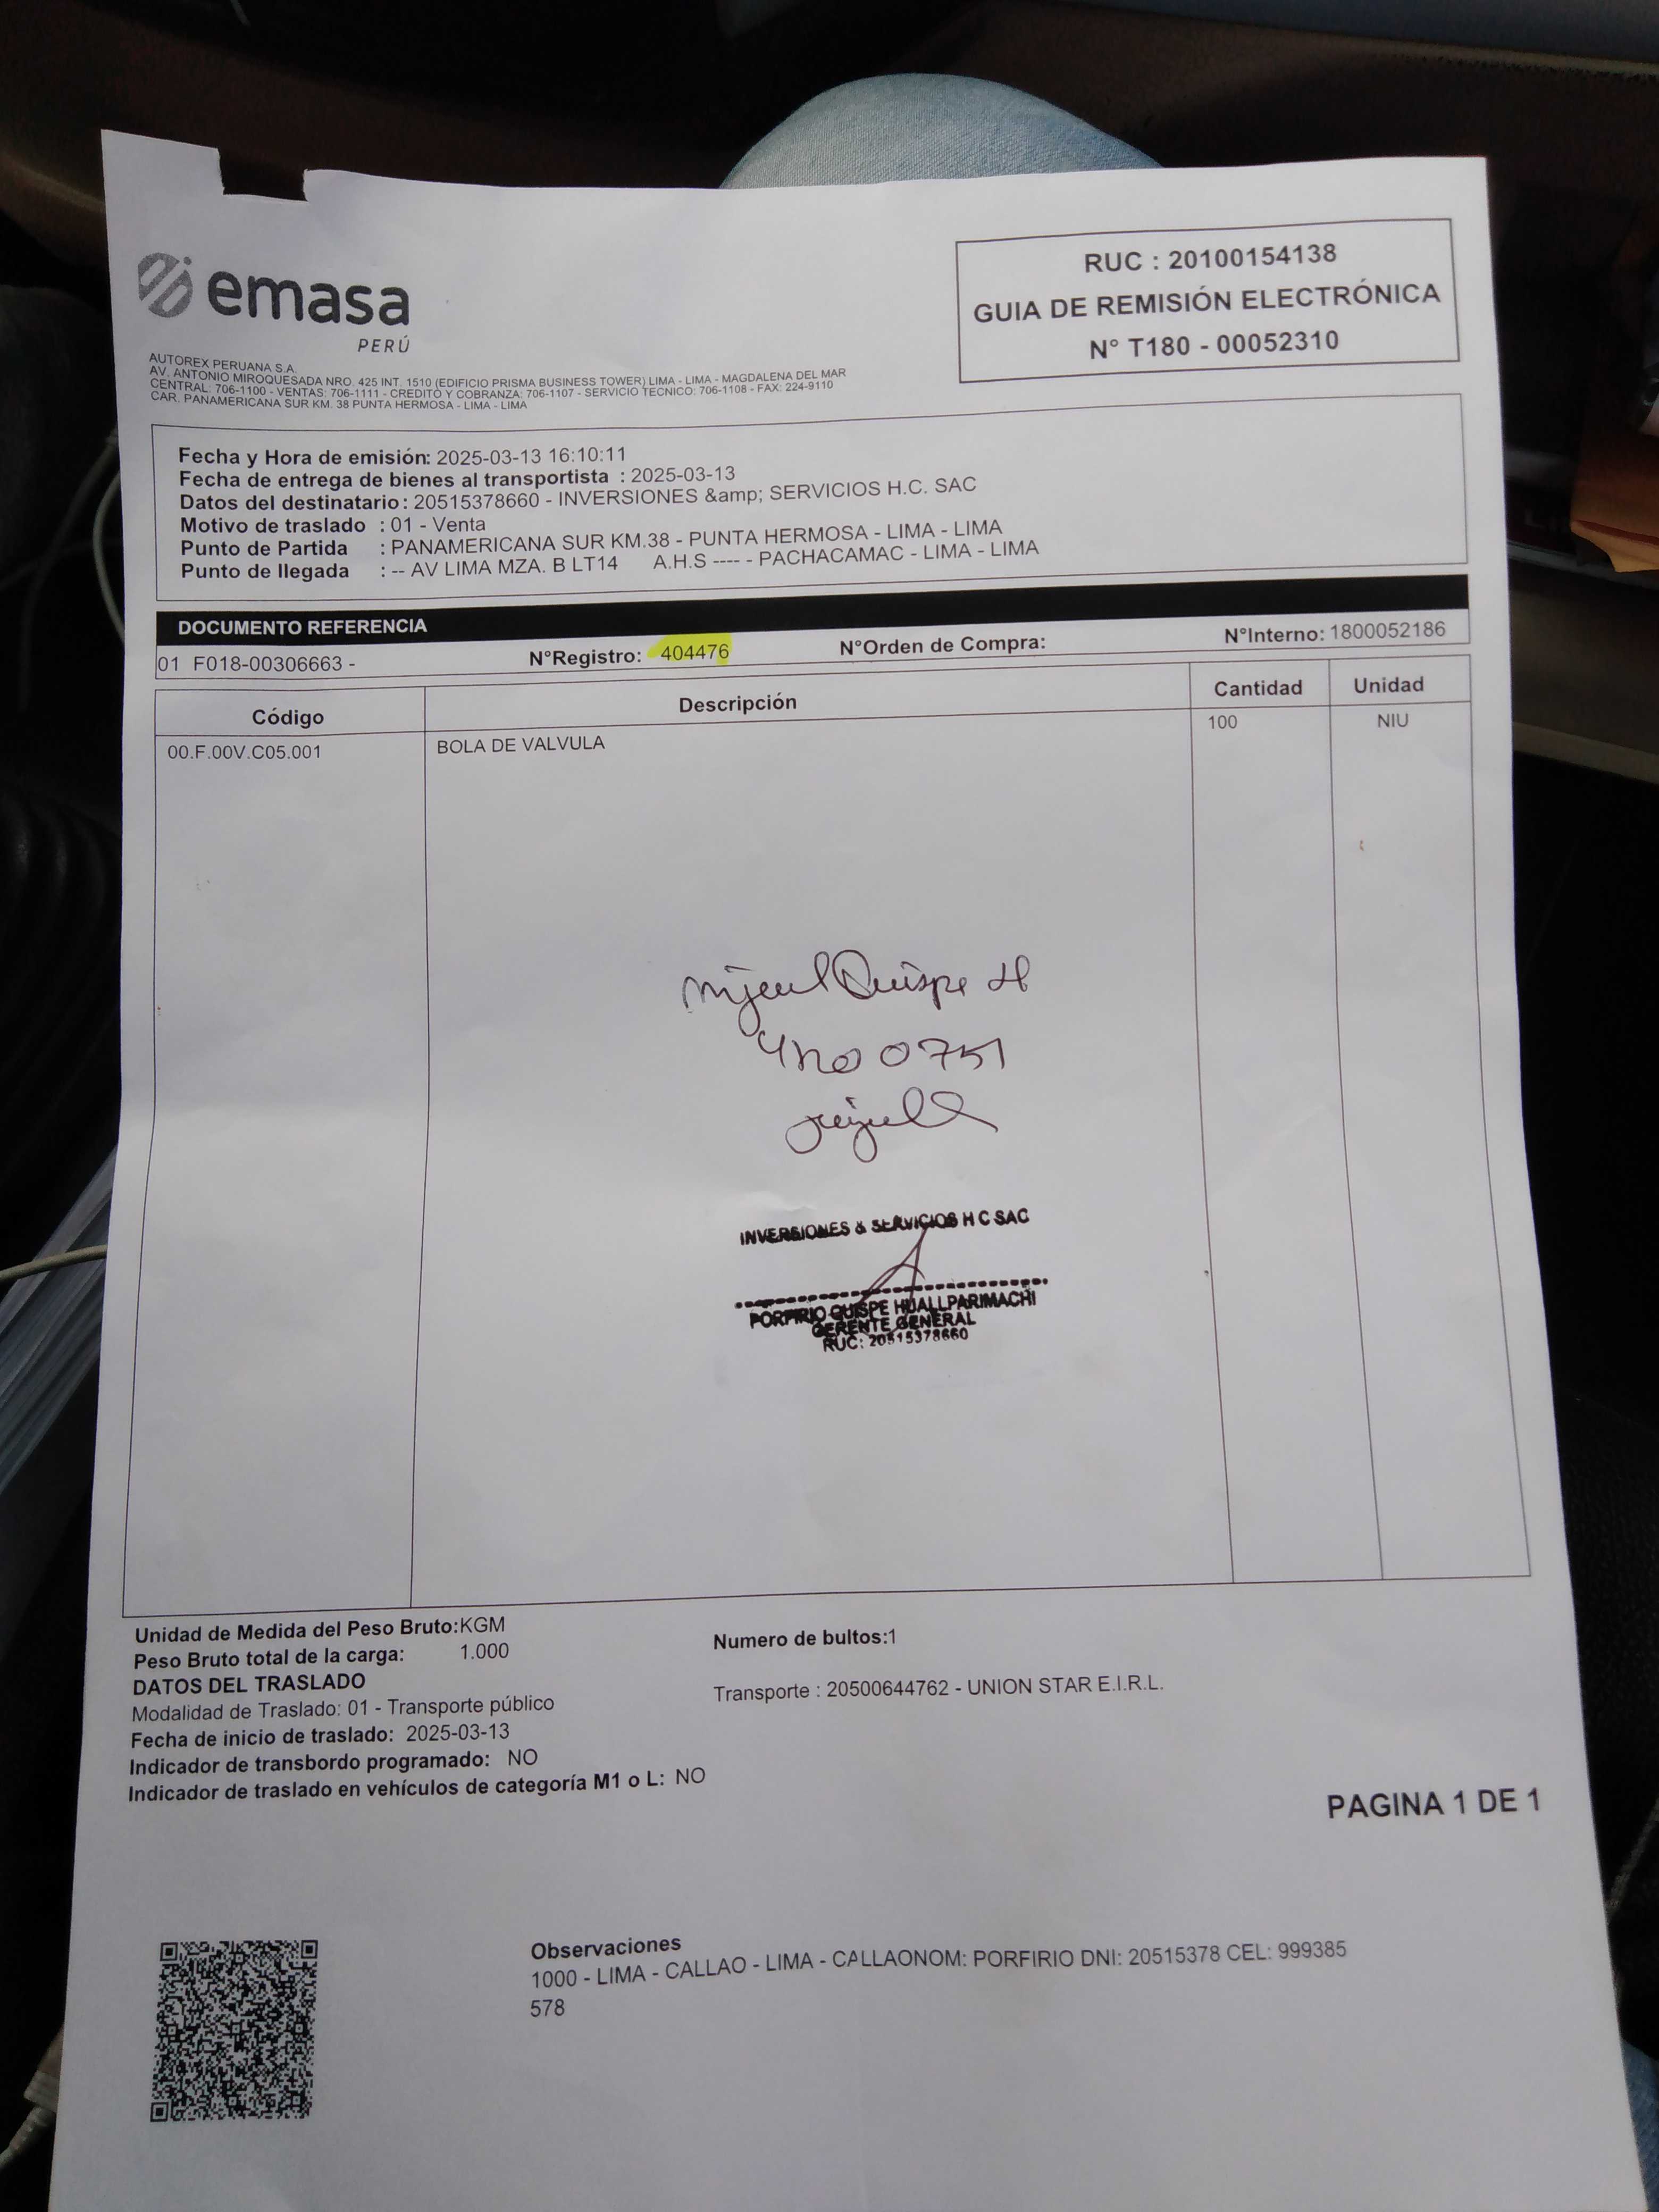 emasa
PERÚ
AUTOREX PERUANA S.A.
AV. ANTONIO MIROQUESADA NRO. 425 INT. 1510 (EDIFICIO PRISMA BUSINESS TOWER) LIMA - LIMA - MAGDALENA DEL MAR
CENTRAL: 706-1100 - VENTAS: 706-1111 - CREDITO Y COBRANZA: 706-1107 - SERVICIO TECNICO: 706-1108 - FAX: 224-9110
CAR. PANAMERICANA SUR KM. 38 PUNTA HERMOSA - LIMA - LIMA
RUC : 20100154138
GUIA DE REMISIÓN ELECTRÓNICA
N° T180 - 00052310
Fecha y Hora de emisión: 2025-03-13 16:10:11
Fecha de entrega de bienes al transportista : 2025-03-13
Datos del destinatario : 20515378660 - INVERSIONES &amp; SERVICIOS H.C. SAC
Motivo de traslado : 01 - Venta
Punto de Partida : PANAMERICANA SUR KM.38 - PUNTA HERMOSA - LIMA - LIMA
Punto de llegada : -- AV LIMA MZA. B LT14 A.H.S ---- - PACHACAMAC - LIMA - LIMA
DOCUMENTO REFERENCIA
01 F018-00306663 - N°Registro: 404476 N°Orden de Compra: N°Interno: 1800052186
Código Descripción Cantidad Unidad
00.F.00V.C05.001 BOLA DE VALVULA 100 NIU
Quispe H
0751
INVERSIONES & SERVICIOS H C SAC
PORFIRIO QUISPE HUALLPARIMACHI
GERENTE GENERAL
RUC: 20515378660
Unidad de Medida del Peso Bruto:KGM
Peso Bruto total de la carga: 1.000
Numero de bultos:1
DATOS DEL TRASLADO
Modalidad de Traslado: 01 - Transporte público
Transporte : 20500644762 - UNION STAR E.I.R.L.
Fecha de inicio de traslado: 2025-03-13
Indicador de transbordo programado: NO
Indicador de traslado en vehículos de categoría M1 o L: NO
PAGINA 1 DE 1
Observaciones
1000 - LIMA - CALLAO - LIMA - CALLAONOM: PORFIRIO DNI: 20515378 CEL: 999385
578